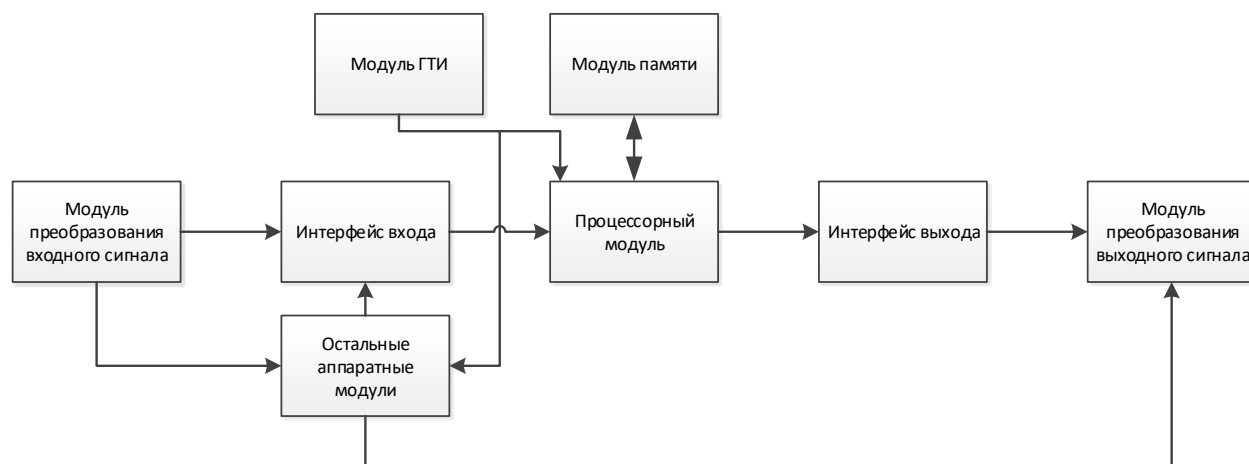 Модуль ГТИ
Модуль памяти
Модуль
преобразования
входного сигнала
Интерфейс входа
Процессорный
модуль
Интерфейс выхода
Модуль
преобразования
выходного сигнала
Остальные
аппаратные
модули